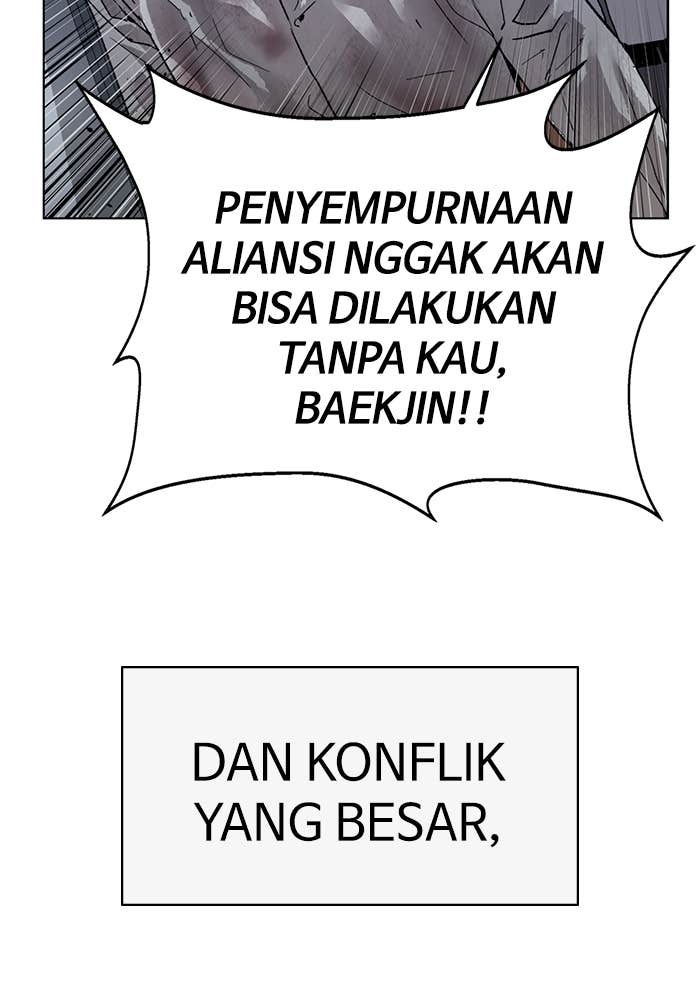 PENYEMPURNAAN
ALIANSI NGGAK AKAN
BISA DILAKUKAN
TANPA KAU,
BAEKJIN!!
DAN KONFLIK
YANG BESAR,